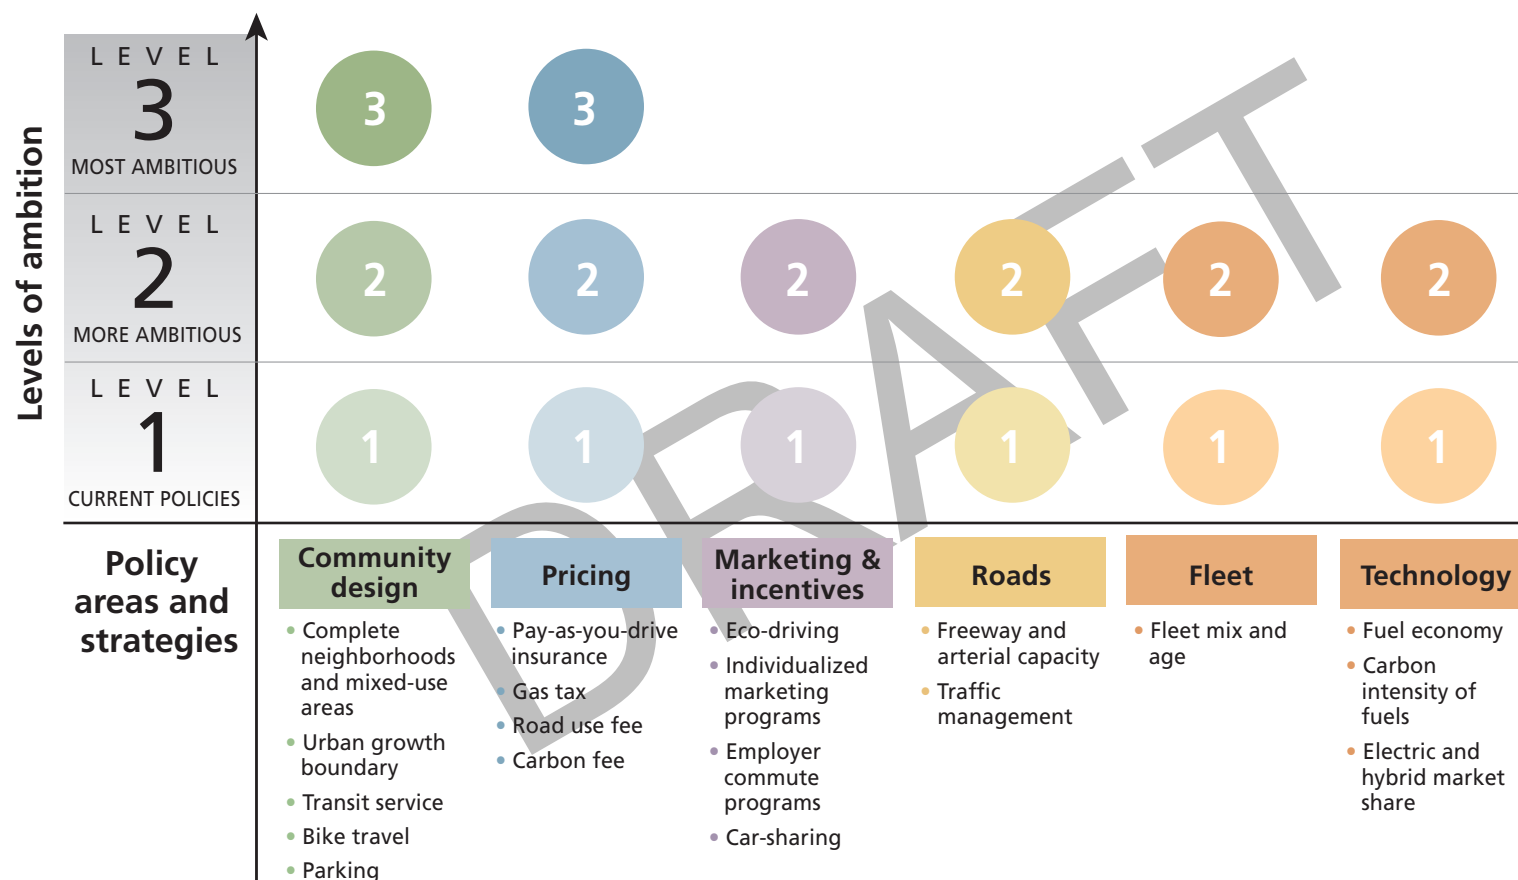 Levels of ambition
LEVEL
3
MOST AMBITIOUS
3
3
LEVEL
2
MORE AMBITIOUS
2
2
2
2
2
2
LEVEL
1
CURRENT POLICIES
1
1
1
1
1
1
DRAFT
Policy
areas and
strategies
Community
design
• Complete
neighborhoods
and mixed-use
areas
• Urban growth
boundary
• Transit service
• Bike travel
• Parking
Pricing
• Pay-as-you-drive
insurance
• Gas tax
• Road use fee
• Carbon fee
Marketing &
incentives
• Eco-driving
• Individualized
marketing
programs
• Employer
commute
programs
• Car-sharing
Roads
• Freeway and
arterial capacity
• Traffic
management
Fleet
• Fleet mix and
age
Technology
• Fuel economy
• Carbon
intensity of
fuels
• Electric and
hybrid market
share